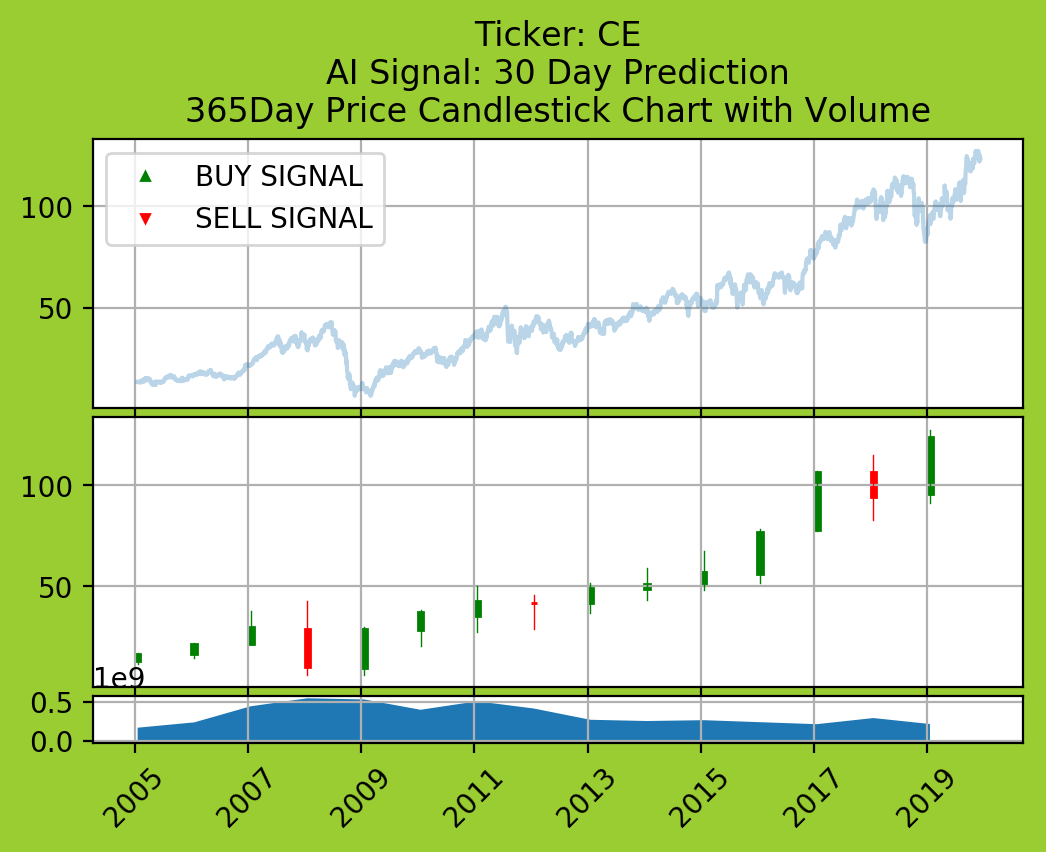 Ticker: CE
AI Signal: 30 Day Prediction
365Day Price Candlestick Chart with Volume
BUY SIGNAL
SELL SIGNAL
100
50
100
50
1e9
0.5
0.0
2005 2007 2009 2011 2013 2015 2017 2019